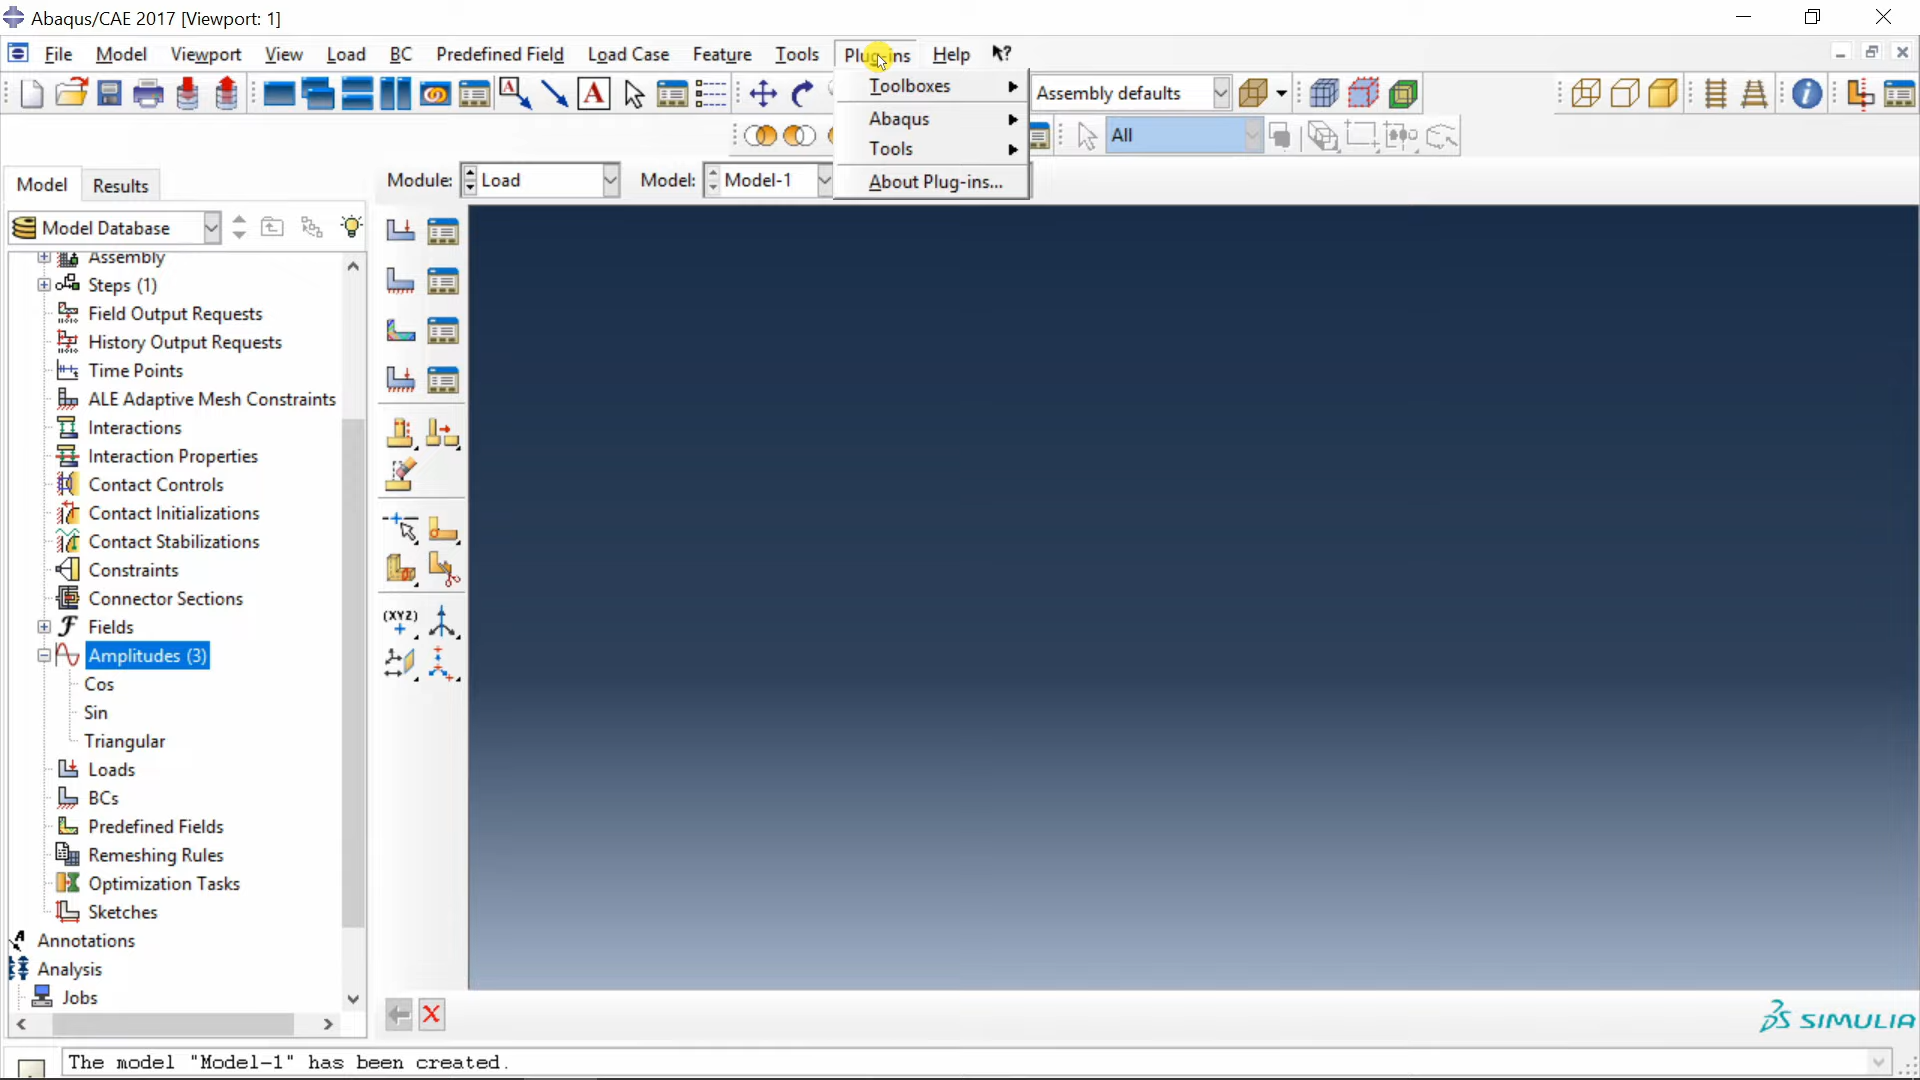 Abaqus/CAE 2017 [Viewport: 1]
File Model Viewport View Load BC Predefined Field Load Case Feature Tools Plug-ins Help
Toolboxes
Abaqus
Tools
About Plug-ins...
Assembly defaults
All
Model Results
Module: Load Model: Model-1
Model Database
Assembly
Steps (1)
Field Output Requests
History Output Requests
Time Points
ALE Adaptive Mesh Constraints
Interactions
Interaction Properties
Contact Controls
Contact Initializations
Contact Stabilizations
Constraints
Connector Sections
Fields
Amplitudes (3)
Cos
Sin
Triangular
Loads
BCs
Predefined Fields
Remeshing Rules
Optimization Tasks
Sketches
Annotations
Analysis
Jobs
(XYZ)
SIMULIA
The model "Model-1" has been created.